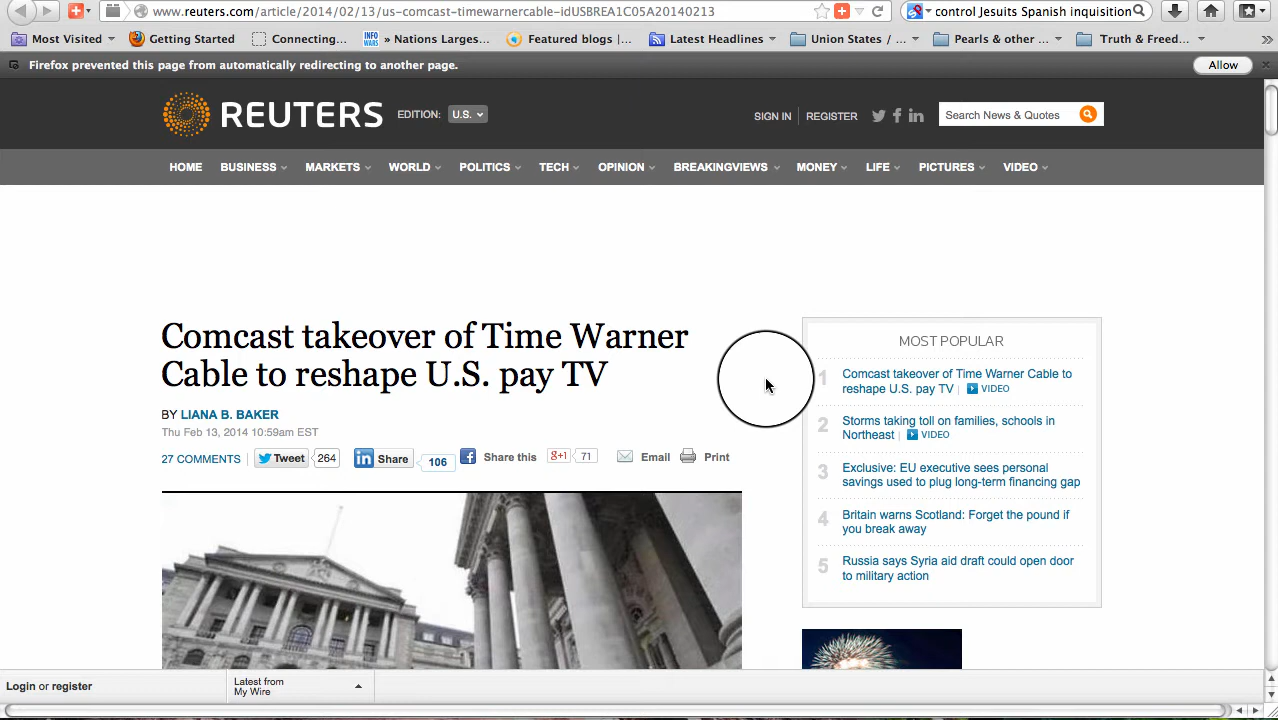 www.reuters.com/article/2014/02/13/us-comcast-timewarnercable-idUSBREA1C05A20140213
control Jesuits Spanish inquisition
Most Visited
Getting Started
Connecting...
INFO WARS
» Nations Larges...
Featured blogs |...
Latest Headlines
Union States / ...
Pearls & other ...
Truth & Freed...
»
Firefox prevented this page from automatically redirecting to another page.
Allow
REUTERS
EDITION:
U.S.
SIGN IN
REGISTER
Search News & Quotes
HOME
BUSINESS
MARKETS
WORLD
POLITICS
TECH
OPINION
BREAKINGVIEWS
MONEY
LIFE
PICTURES
VIDEO
Comcast takeover of Time Warner
Cable to reshape U.S. pay TV
BY LIANA B. BAKER
Thu Feb 13, 2014 10:59am EST
27 COMMENTS
Tweet
264
in Share
106
f Share this
g+1
71
Email
Print
MOST POPULAR
1 Comcast takeover of Time Warner Cable to
reshape U.S. pay TV | VIDEO
2 Storms taking toll on families, schools in
Northeast | VIDEO
3 Exclusive: EU executive sees personal
savings used to plug long-term financing gap
4 Britain warns Scotland: Forget the pound if
you break away
5 Russia says Syria aid draft could open door
to military action
Login or register
Latest from
My Wire